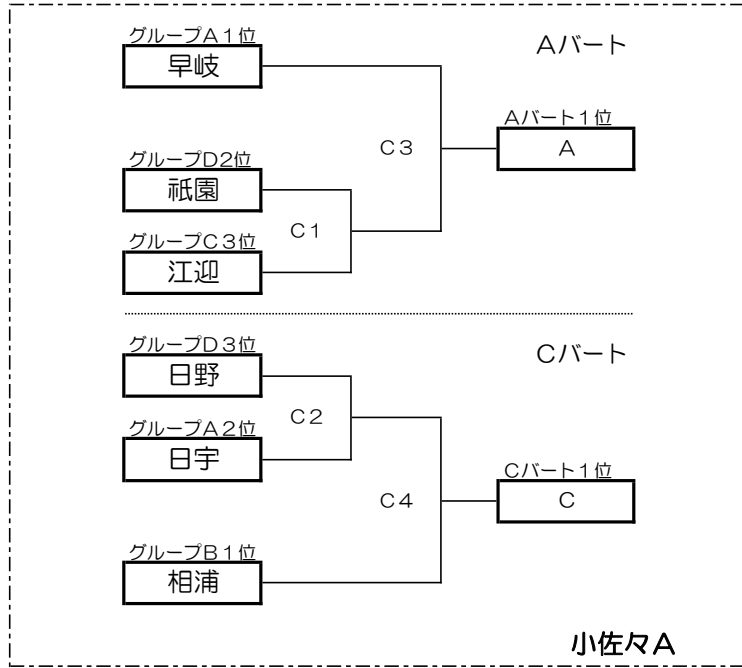 グループA１位
早岐
Aバート
C３
Aバート１位
A
グループD2位
祇園
C１
グループC３位
江迎
グループD３位
日野
Cバート
C２
グループA２位
日宇
Cバート１位
C
C４
グループB１位
相浦
小佐々A